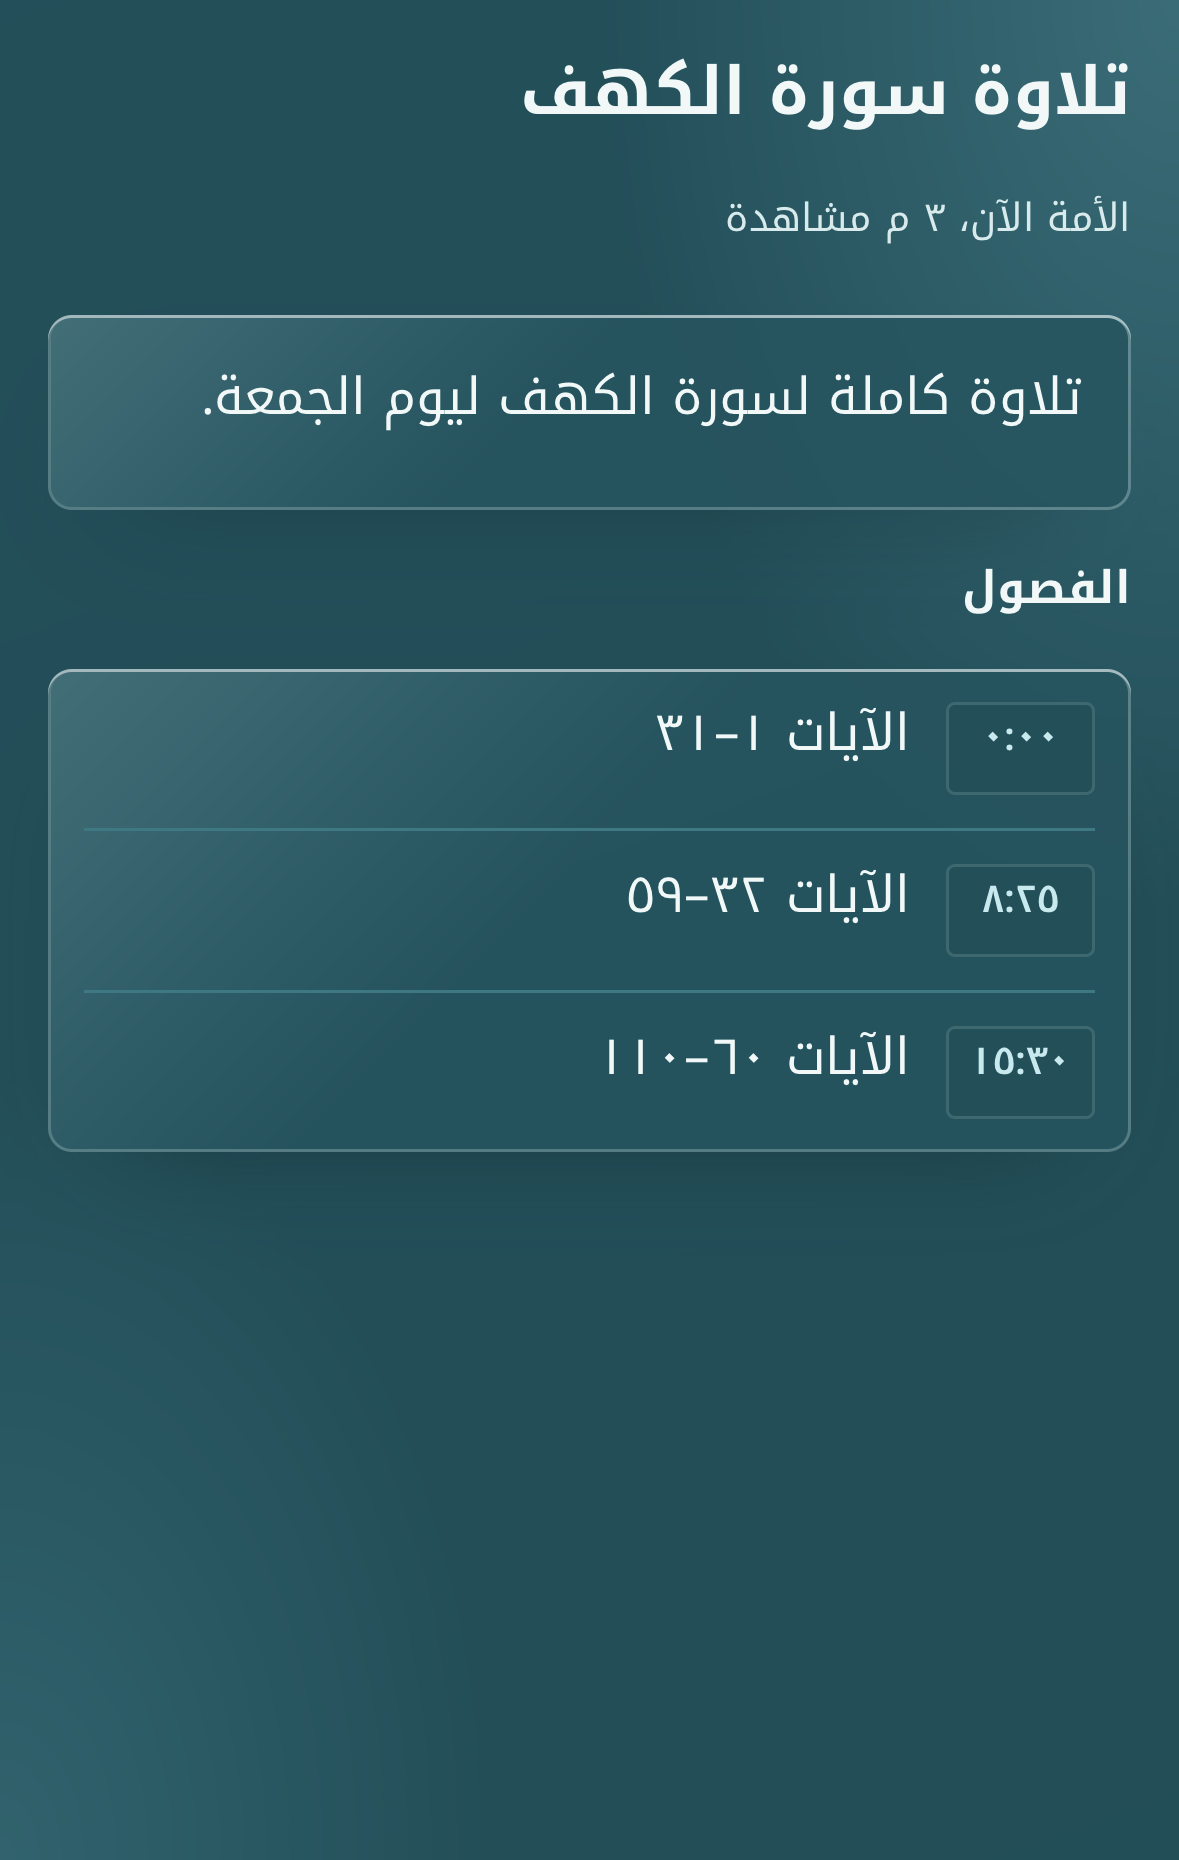 تلاوة سورة الكهف
الأمة الآن، ٣ م مشاهدة
تلاوة كاملة لسورة الكهف ليوم الجمعة.
الفصول
٠:٠٠ الآيات ١–٣١
٨:٢٥ الآيات ٣٢–٥٩
١٥:٣٠ الآيات ٦٠–١١٠